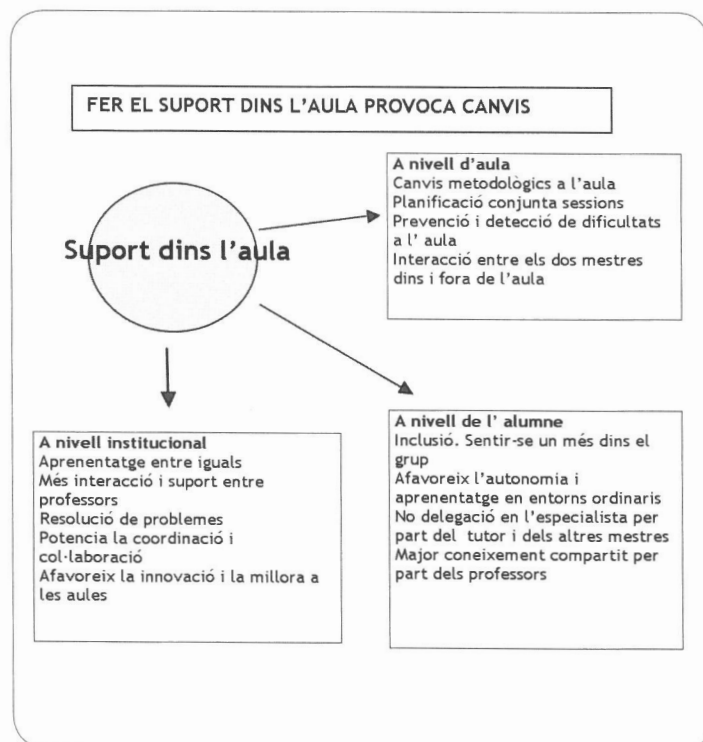 FER EL SUPORT DINS L'AULA PROVOCA CANVIS
Suport dins l'aula
A nivell d'aula
Canvis metodològics a l'aula
Planificació conjunta sessions
Prevenció i detecció de dificultats
a l' aula
Interacció entre els dos mestres
dins i fora de l'aula
A nivell institucional
Aprenentatge entre iguals
Més interacció i suport entre
professors
Resolució de problemes
Potencia la coordinació i
col·laboració
Afavoreix la innovació i la millora a
les aules
A nivell de l' alumne
Inclusió. Sentir-se un més dins el
grup
Afavoreix l'autonomia i
aprenentatge en entorns ordinaris
No delegació en l'especialista per
part del tutor i dels altres mestres
Major coneixement compartit per
part dels professors